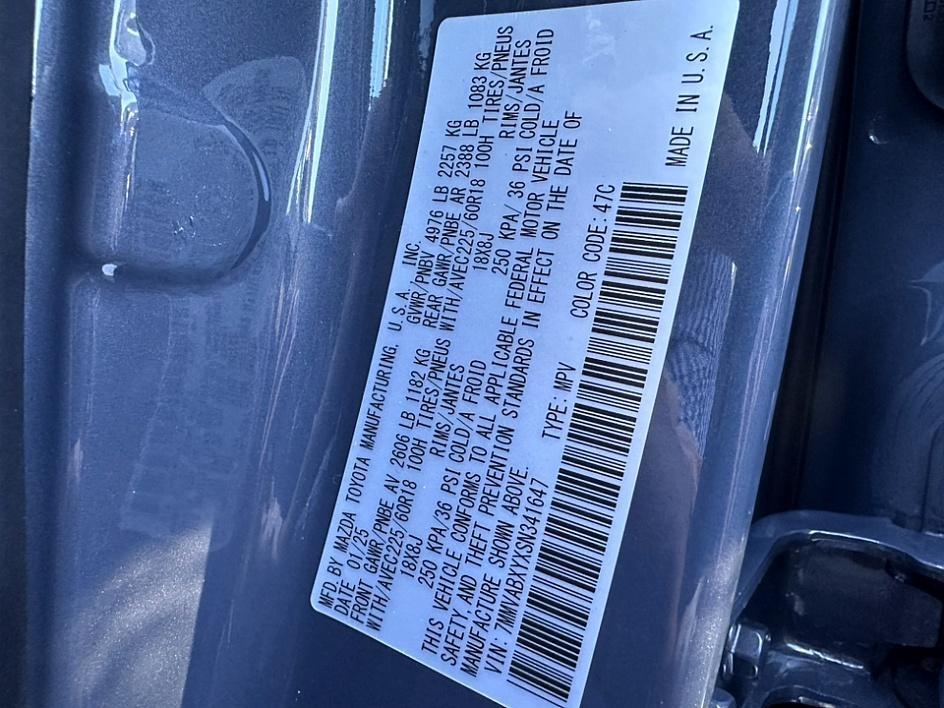 MFD. BY MAZDA TOYOTA MANUFACTURING, U.S.A., INC.
DATE 01/25 GVWR/PNBV 4976 LB 2257 KG
FRONT GAWR/PNBE AV 2606 LB 1182 KG REAR GAWR/PNBE AR 2388 LB 1083 KG
WITH/AVEC225/60R18 100H TIRES/PNEUS WITH/AVEC225/60R18 100H TIRES/PNEUS
18X8J RIMS/JANTES 18X8J RIMS/JANTES
250 KPA/36 PSI COLD/A FROID 250 KPA/36 PSI COLD/A FROID
THIS VEHICLE CONFORMS TO ALL APPLICABLE FEDERAL MOTOR VEHICLE
SAFETY, AND THEFT PREVENTION STANDARDS IN EFFECT ON THE DATE OF
MANUFACTURE SHOWN ABOVE.
VIN: 7MMVABXYXSN341647 TYPE: MPV COLOR CODE: 47C
MADE IN U.S.A.